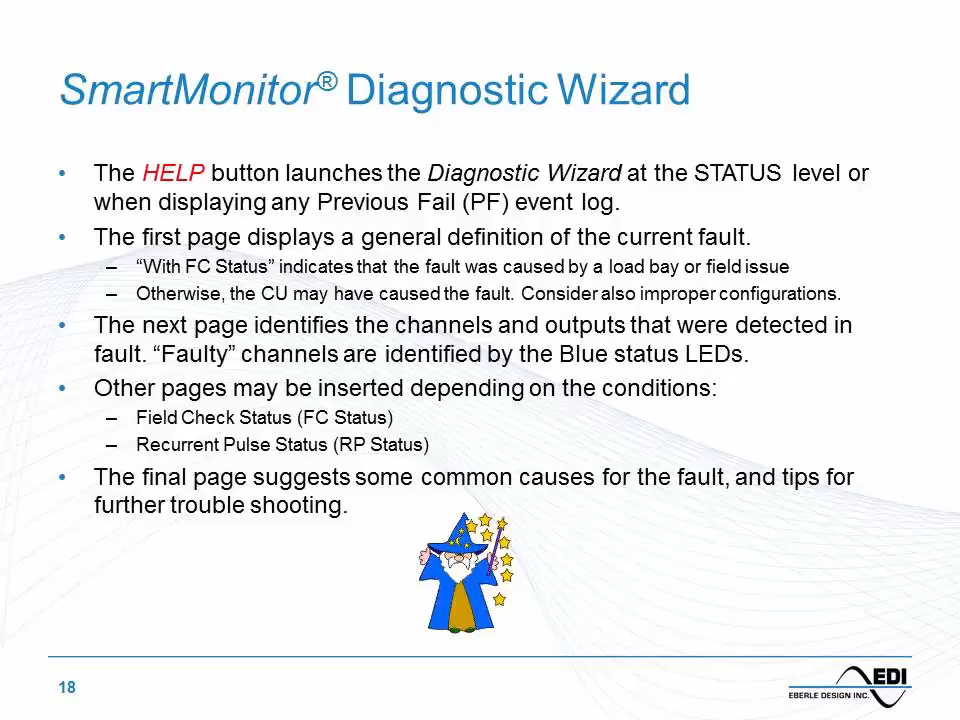 SmartMonitor® Diagnostic Wizard
• The HELP button launches the Diagnostic Wizard at the STATUS level or
when displaying any Previous Fail (PF) event log.
• The first page displays a general definition of the current fault.
– “With FC Status” indicates that the fault was caused by a load bay or field issue
– Otherwise, the CU may have caused the fault. Consider also improper configurations.
• The next page identifies the channels and outputs that were detected in
fault. “Faulty” channels are identified by the Blue status LEDs.
• Other pages may be inserted depending on the conditions:
– Field Check Status (FC Status)
– Recurrent Pulse Status (RP Status)
• The final page suggests some common causes for the fault, and tips for
further trouble shooting.
18
EDI
EBERLE DESIGN INC.